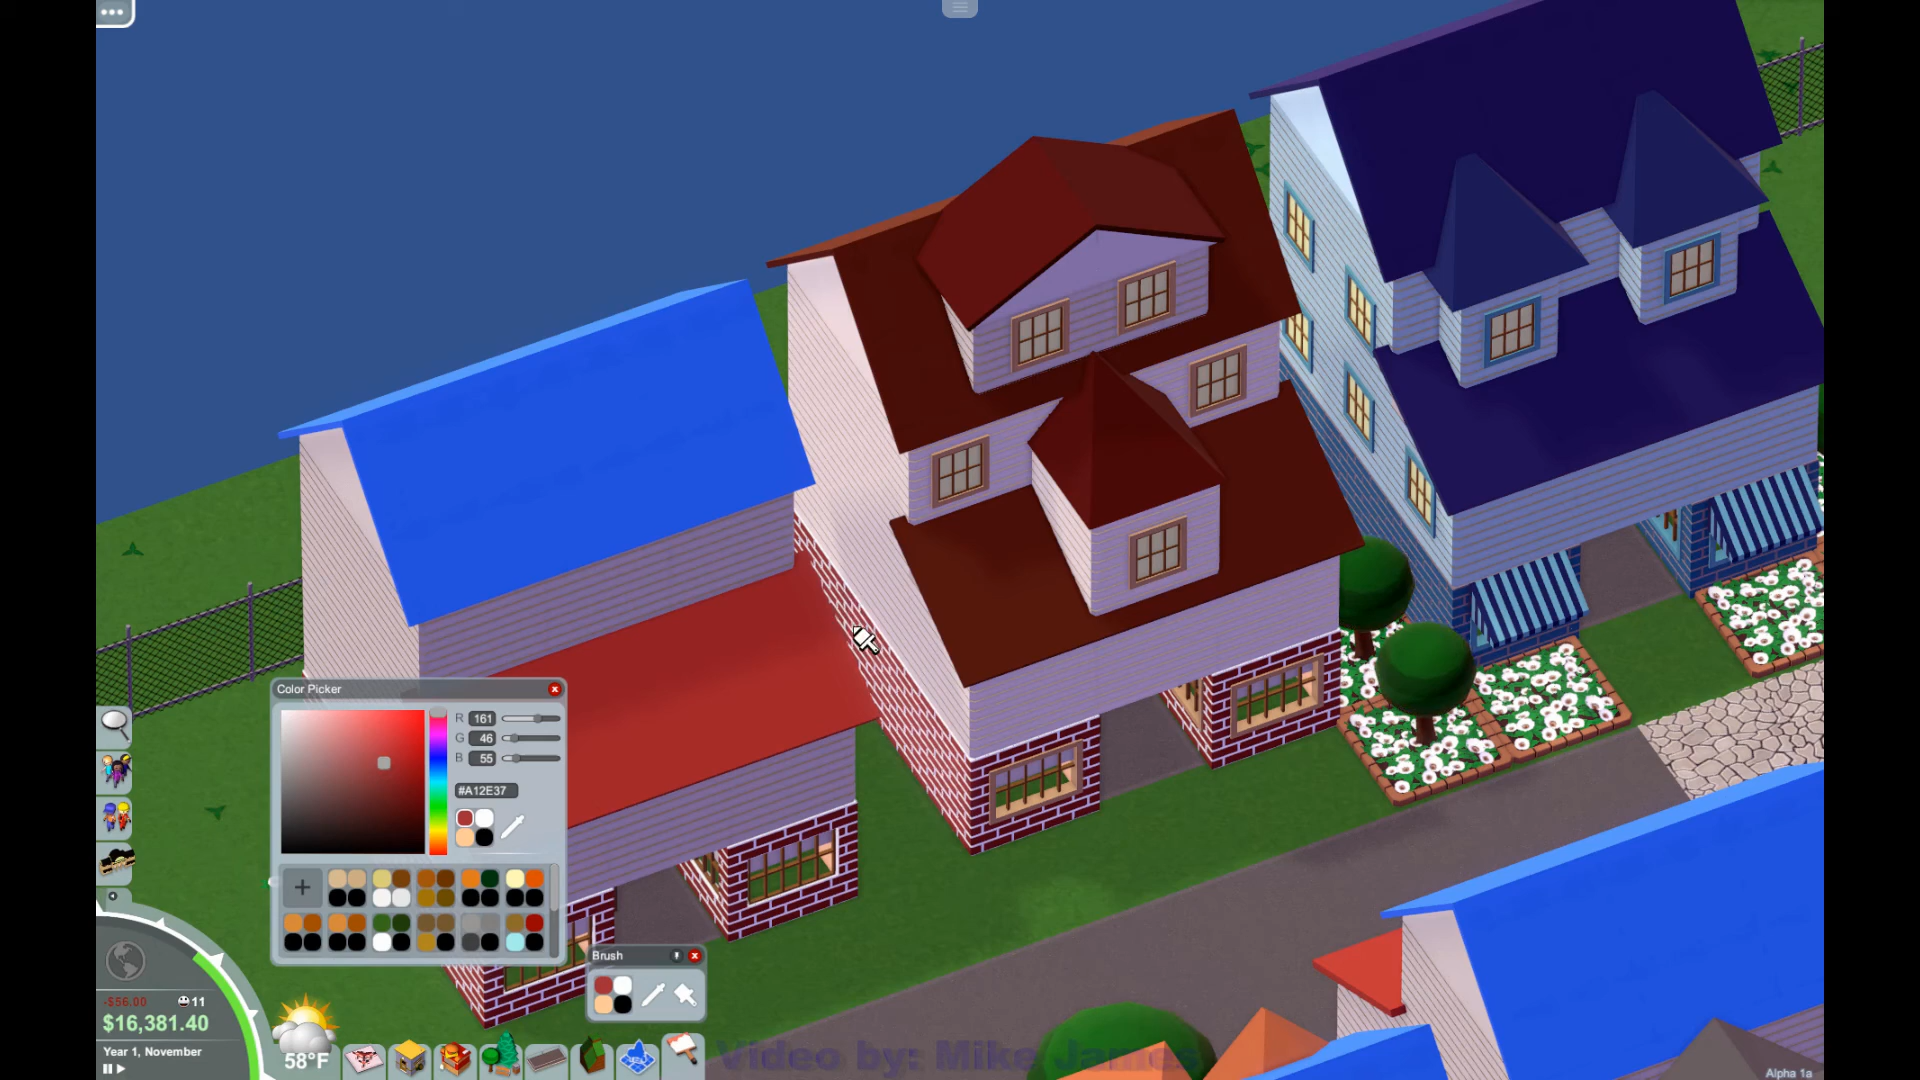 Color Picker
R 161
G 46
B 55
#A12E37
Brush
-$56.00 11
$16,381.40
Year 1, November
58°F
Video by: Mike James
Alpha 1a